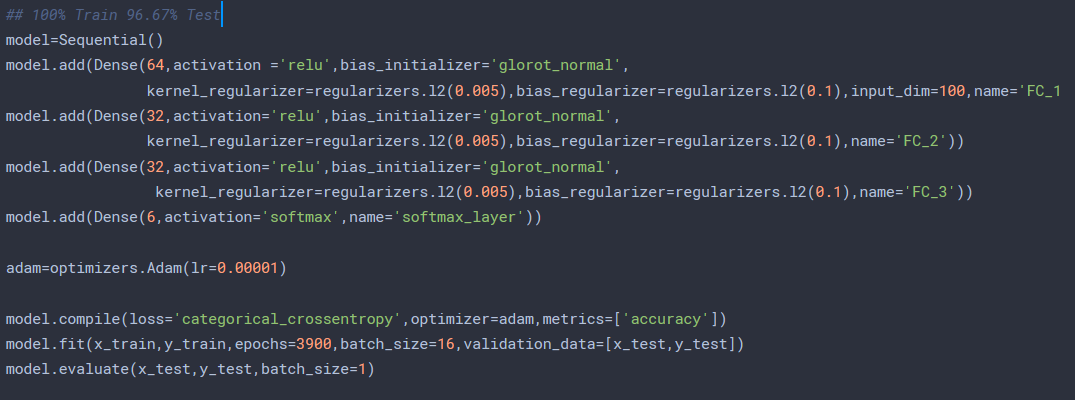 ## 100% Train 96.67% Test
model=Sequential()
model.add(Dense(64,activation ='relu',bias_initializer='glorot_normal',
kernel_regularizer=regularizers.l2(0.005),bias_regularizer=regularizers.l2(0.1),input_dim=100,name='FC_1
model.add(Dense(32,activation='relu',bias_initializer='glorot_normal',
kernel_regularizer=regularizers.l2(0.005),bias_regularizer=regularizers.l2(0.1),name='FC_2'))
model.add(Dense(32,activation='relu',bias_initializer='glorot_normal',
kernel_regularizer=regularizers.l2(0.005),bias_regularizer=regularizers.l2(0.1),name='FC_3'))
model.add(Dense(6,activation='softmax',name='softmax_layer'))
adam=optimizers.Adam(lr=0.00001)
model.compile(loss='categorical_crossentropy',optimizer=adam,metrics=['accuracy'])
model.fit(x_train,y_train,epochs=3900,batch_size=16,validation_data=[x_test,y_test])
model.evaluate(x_test,y_test,batch_size=1)